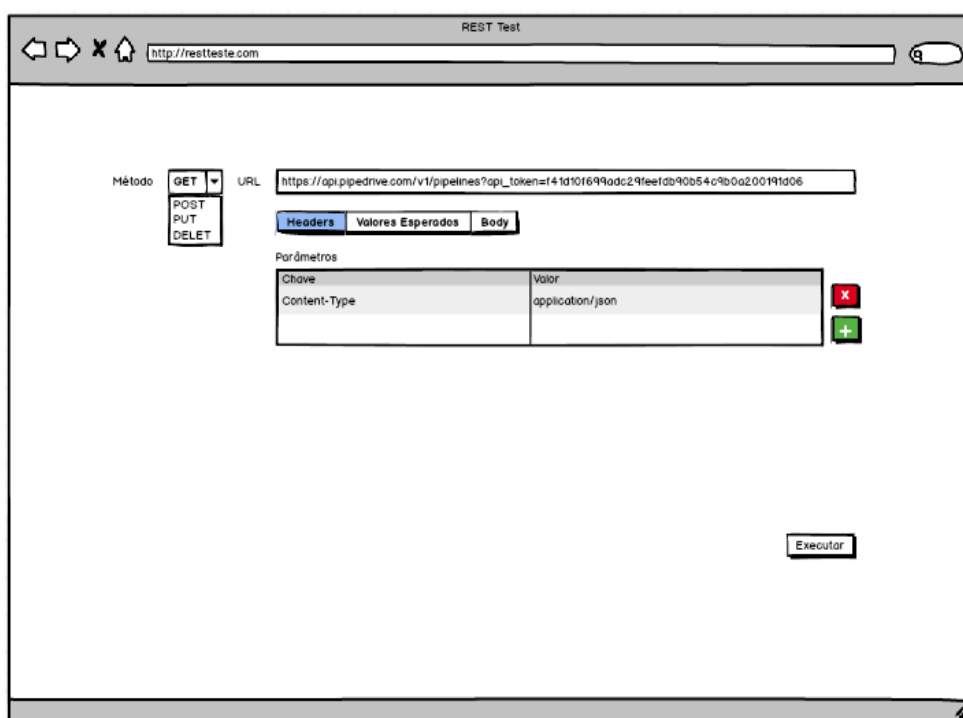 REST Test
http://restteste.com
Método GET URL https://api.pipedrive.com/v1/pipelines?api_token=f41d10f699adc29feefdb90b54c9b0a200191d06
POST
PUT
DELET
Headers Valores Esperados Body
Parâmetros
Chave Valor
Content-Type application/json
Executar